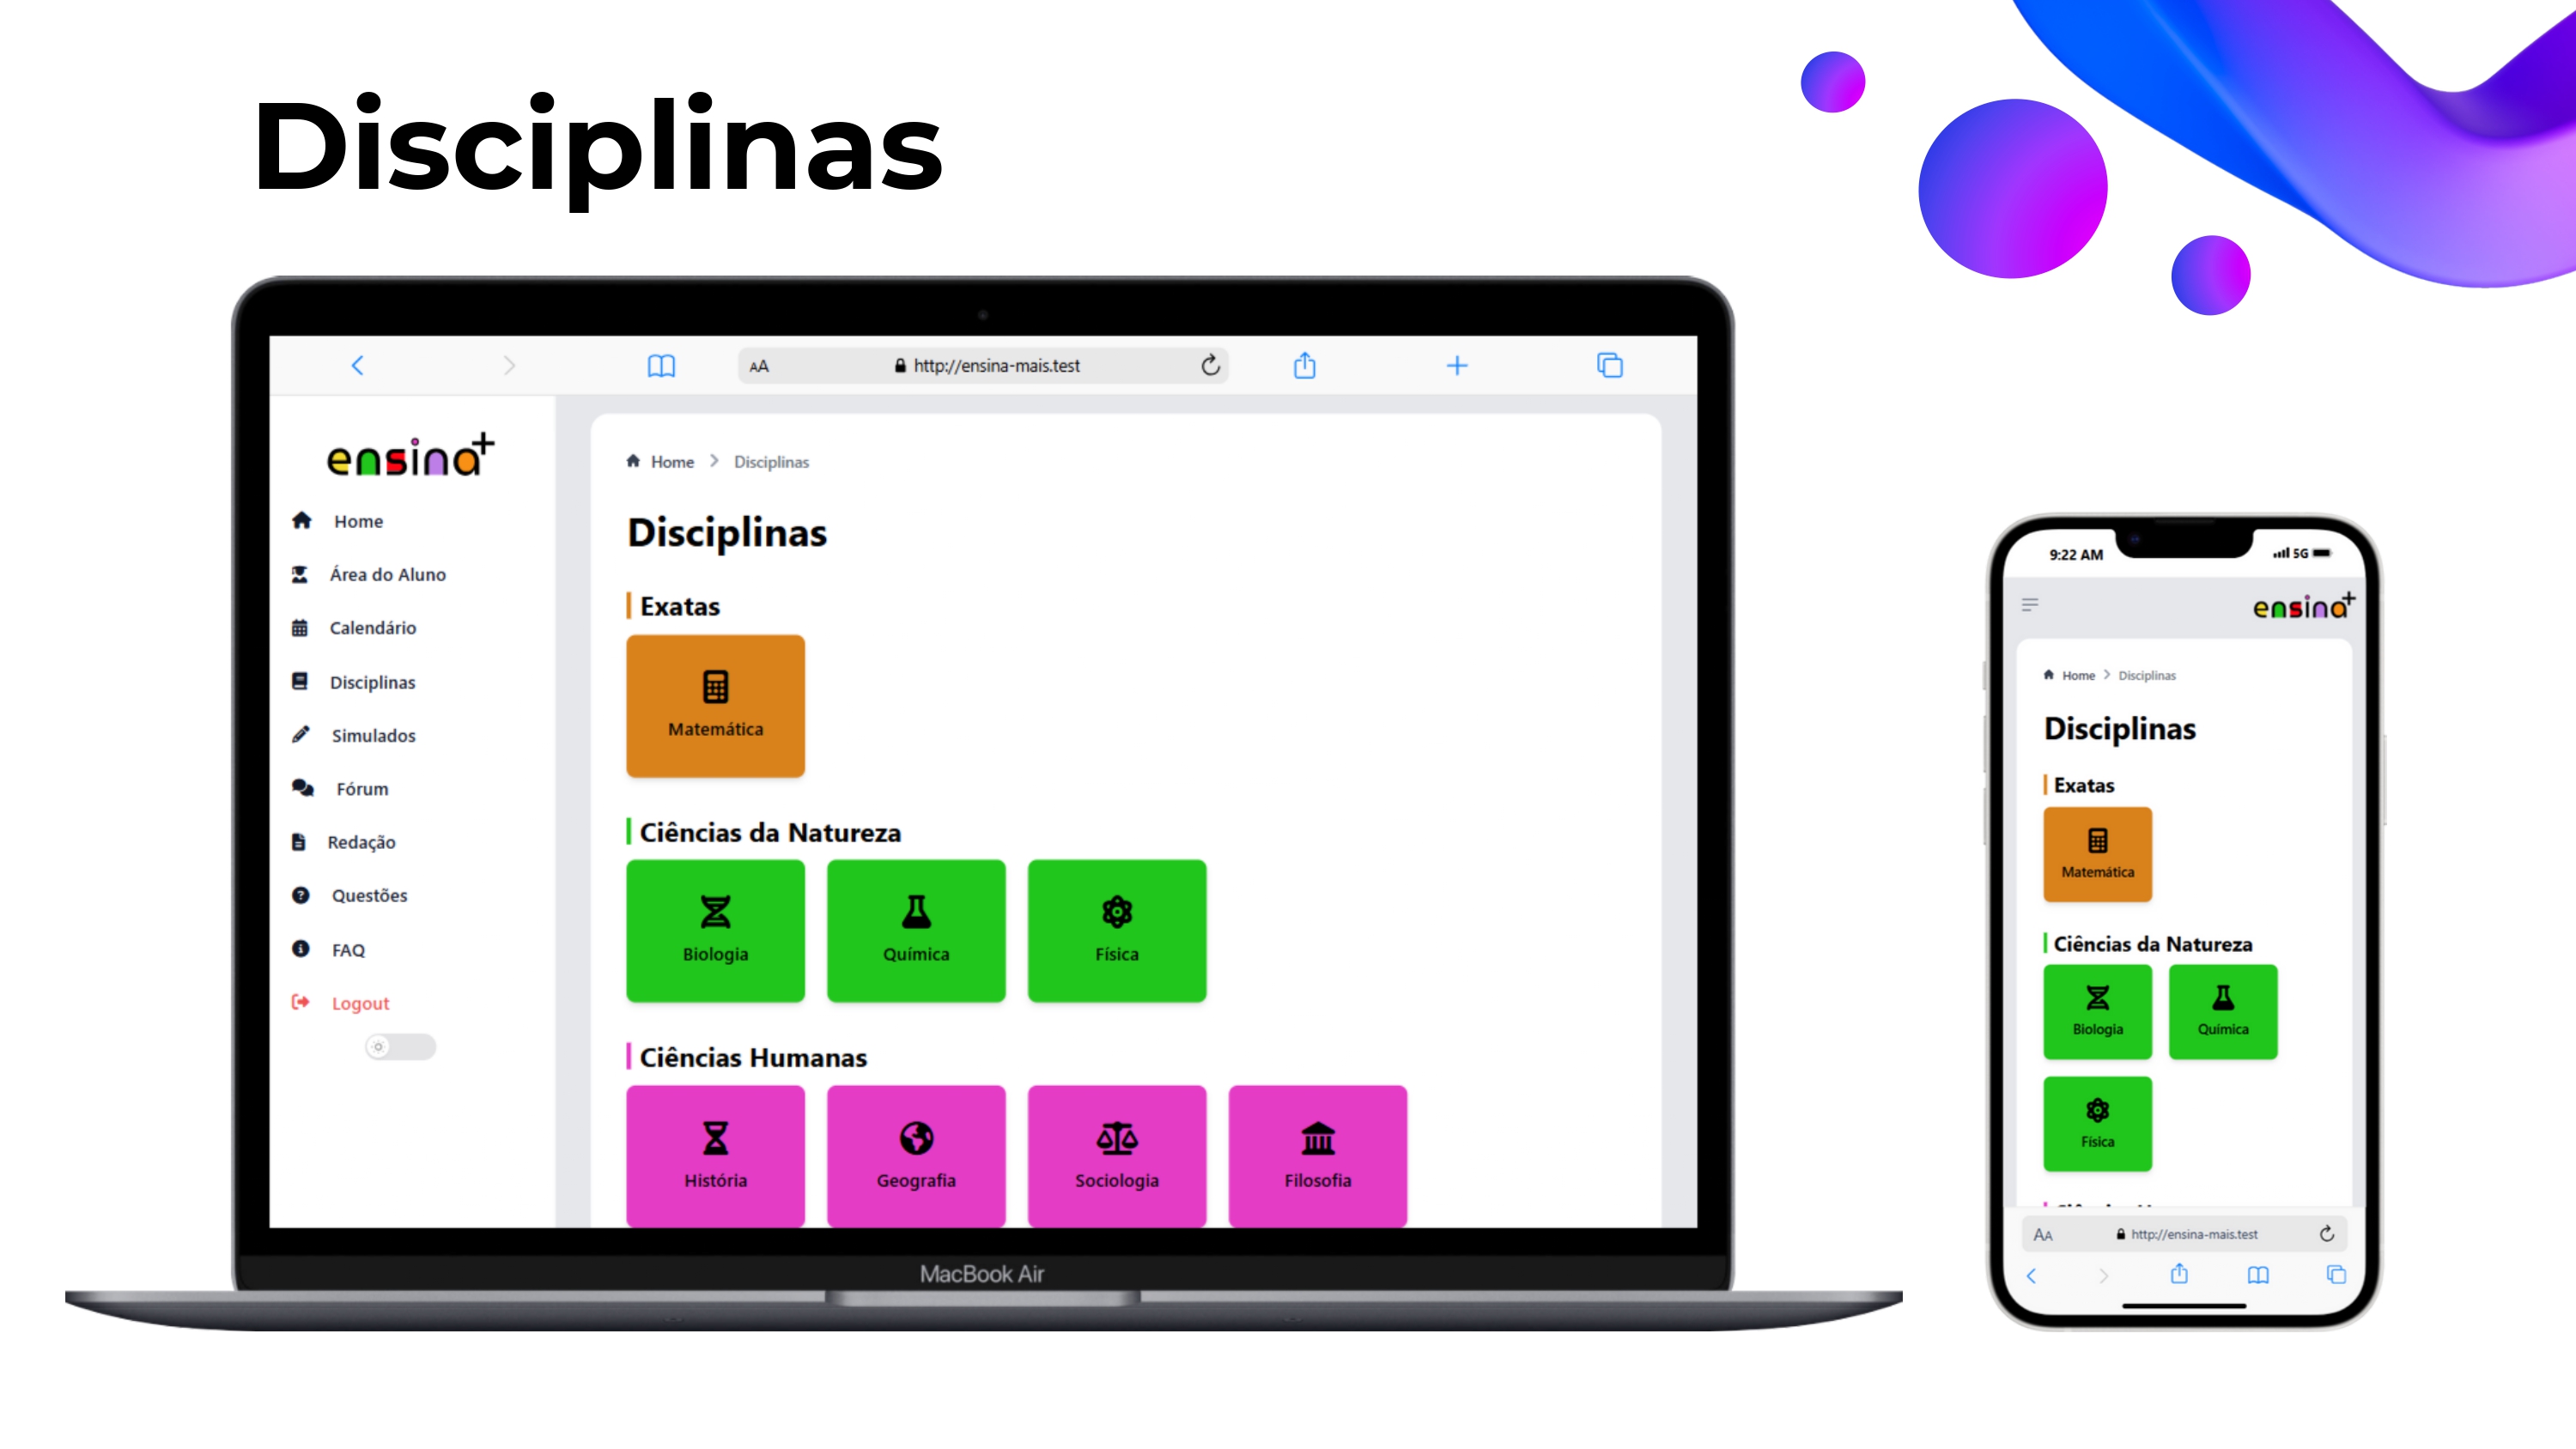 Disciplinas
AA
http://ensina-mais.test
ensina+
Home
Área do Aluno
Calendário
Disciplinas
Simulados
Fórum
Redação
Questões
FAQ
Logout
Home > Disciplinas
Disciplinas
Exatas
Matemática
Ciências da Natureza
Biologia Química Física
Ciências Humanas
História Geografia Sociologia Filosofia
MacBook Air
9:22 AM 5G
ensina+
Home > Disciplinas
Disciplinas
Exatas
Matemática
Ciências da Natureza
Biologia Química
Física
AA http://ensina-mais.test